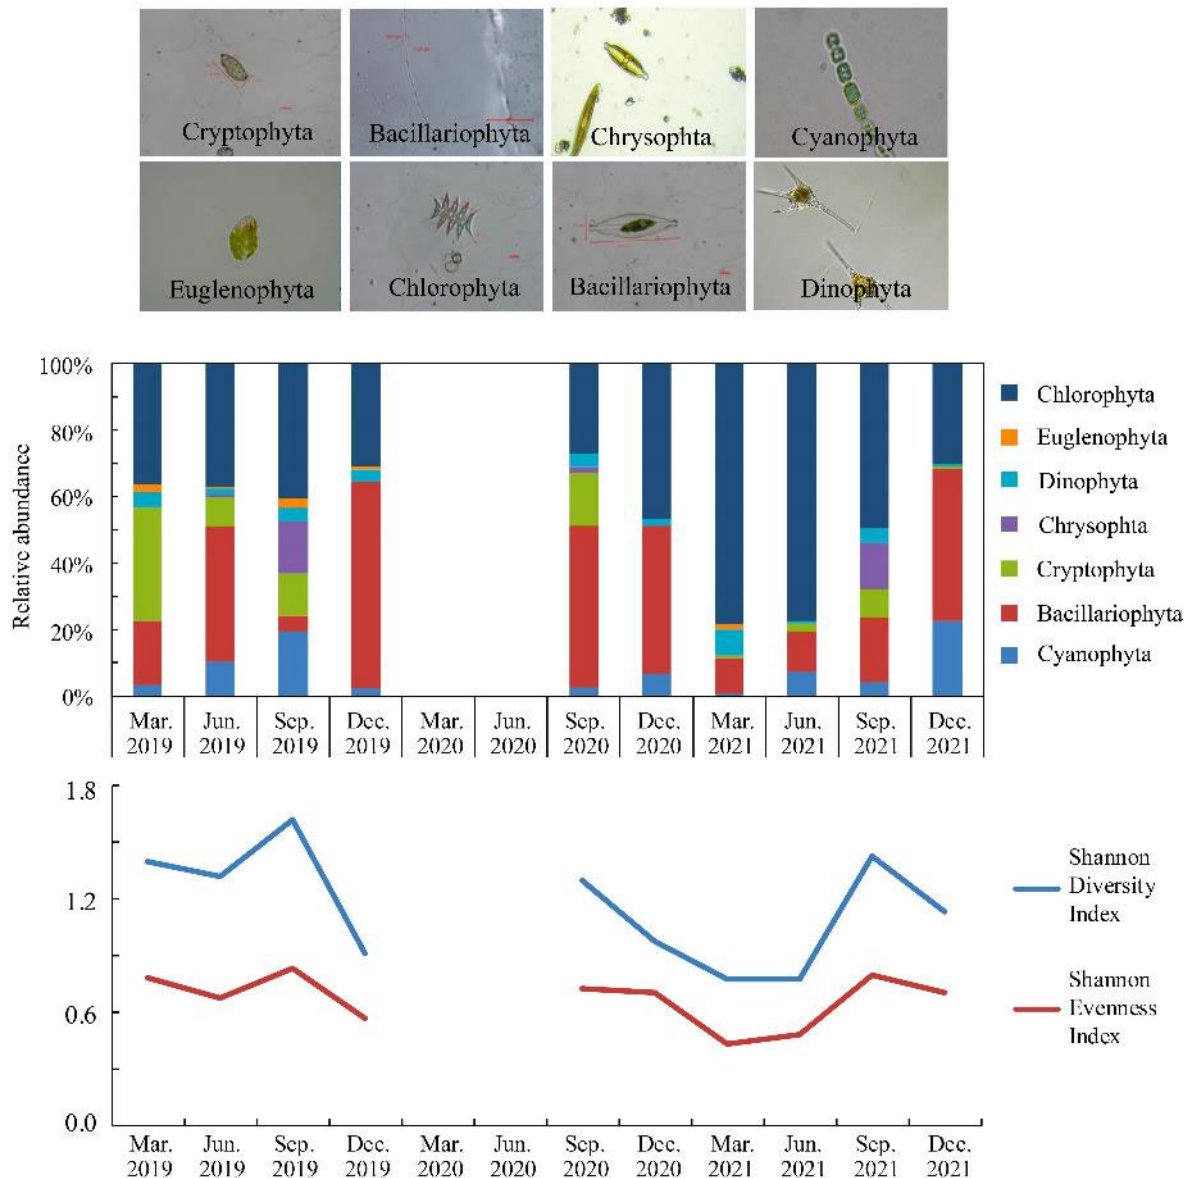 Cryptophyta
Bacillariophyta
Chrysophta
Cyanophyta
Euglenophyta
Chlorophyta
Bacillariophyta
Dinophyta
Relative abundance
100%
80%
60%
40%
20%
0%
Mar. 2019
Jun. 2019
Sep. 2019
Dec. 2019
Mar. 2020
Jun. 2020
Sep. 2020
Dec. 2020
Mar. 2021
Jun. 2021
Sep. 2021
Dec. 2021
Chlorophyta
Euglenophyta
Dinophyta
Chrysophta
Cryptophyta
Bacillariophyta
Cyanophyta
1.8
1.2
0.6
0.0
Mar. 2019
Jun. 2019
Sep. 2019
Dec. 2019
Mar. 2020
Jun. 2020
Sep. 2020
Dec. 2020
Mar. 2021
Jun. 2021
Sep. 2021
Dec. 2021
Shannon
Diversity
Index
Shannon
Evenness
Index